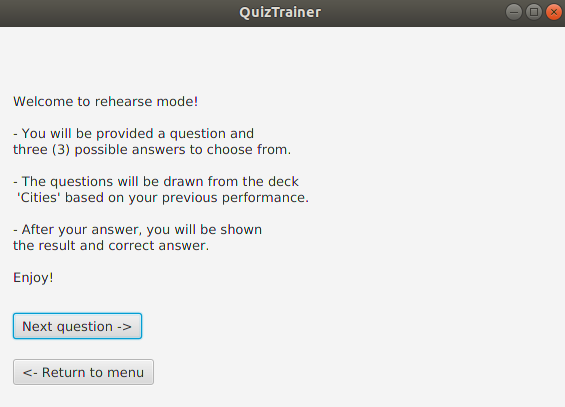 QuizTrainer
Welcome to rehearse mode!
- You will be provided a question and
three (3) possible answers to choose from.
- The questions will be drawn from the deck
'Cities' based on your previous performance.
- After your answer, you will be shown
the result and correct answer.
Enjoy!
Next question ->
<- Return to menu